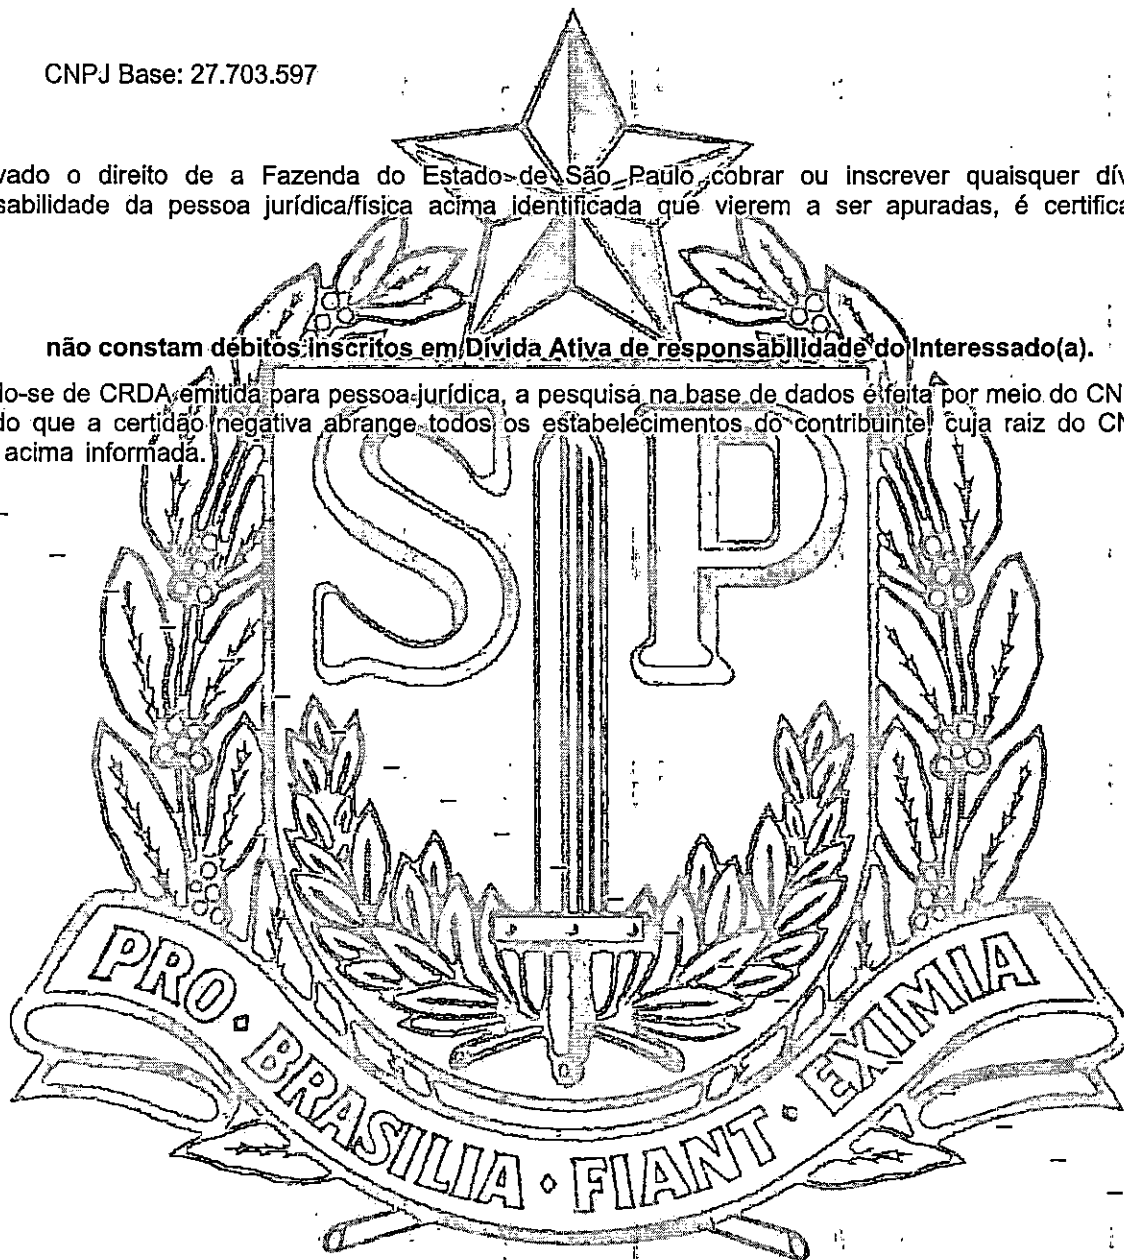 CNPJ Base: 27.703.597
vado o direito de a Fazenda do Estado de São Paulo cobrar ou inscrever quaisquer dív
sabilidade da pessoa jurídica/física acima identificada que vierem a ser apuradas, é certifica
não constam débitos inscritos em Dívida Ativa de responsabilidade do Interessado(a).
do-se de CRDA emitida para pessoa jurídica, a pesquisa na base de dados é feita por meio do CN
do que a certidão negativa abrange todos os estabelecimentos do contribuinte, cuja raiz do CN
acima informada.
SP
PRO • BRASILIA • FIANT • EXIMIA